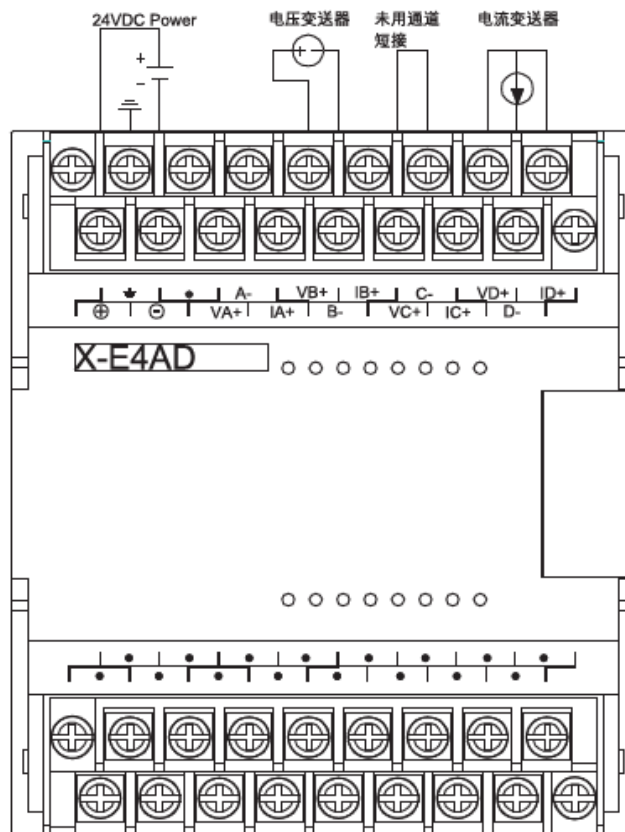 24VDC Power
电压变送器
未用通道
短接
电流变送器
+
−
+
A- VB+ IB+ C- VD+ ID+
⊕ ⊖ VA+ IA+ B- VC+ IC+ D-
X-E4AD